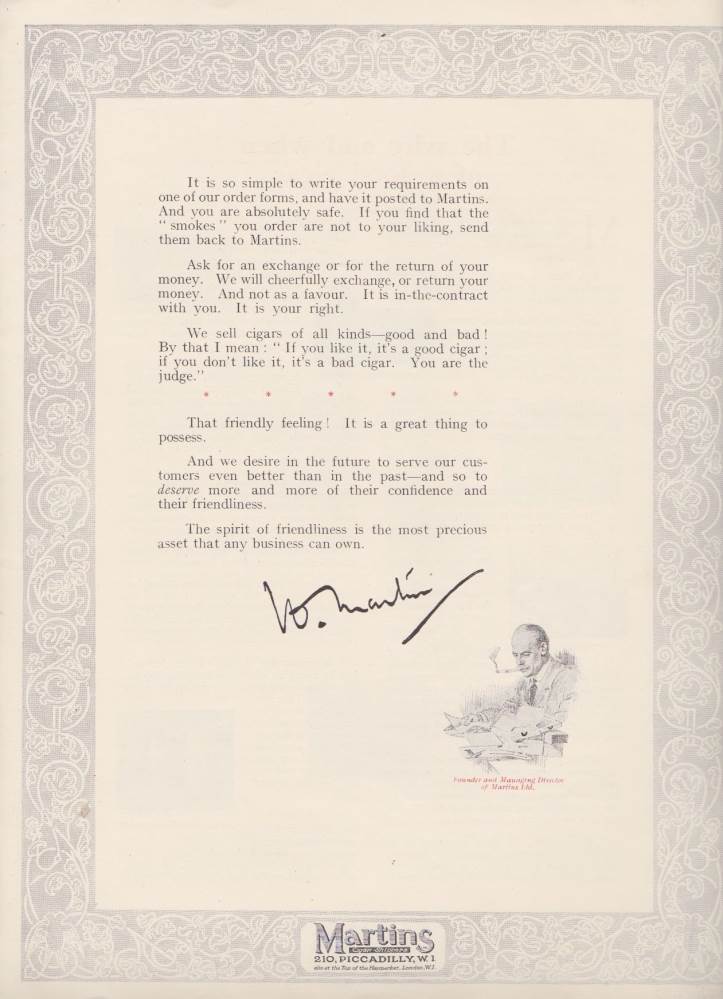 It is so simple to write your requirements on
one of our order forms, and have it posted to Martins.
And you are absolutely safe. If you find that the
"smokes" you order are not to your liking, send
them back to Martins.
Ask for an exchange or for the return of your
money. We will cheerfully exchange, or return your
money. And not as a favour. It is in-the-contract
with you. It is your right.
We sell cigars of all kinds—good and bad!
By that I mean: "If you like it, it's a good cigar;
if you don't like it, it's a bad cigar. You are the
judge."
* * * * *
That friendly feeling! It is a great thing to
possess.
And we desire in the future to serve our cus-
tomers even better than in the past—and so to
deserve more and more of their confidence and
their friendliness.
The spirit of friendliness is the most precious
asset that any business can own.
W. Martin
Founder and Managing Director
of Martins Ltd.
Martins
210, PICCADILLY, W.1
also at the Top of the Haymarket, London, W.1.